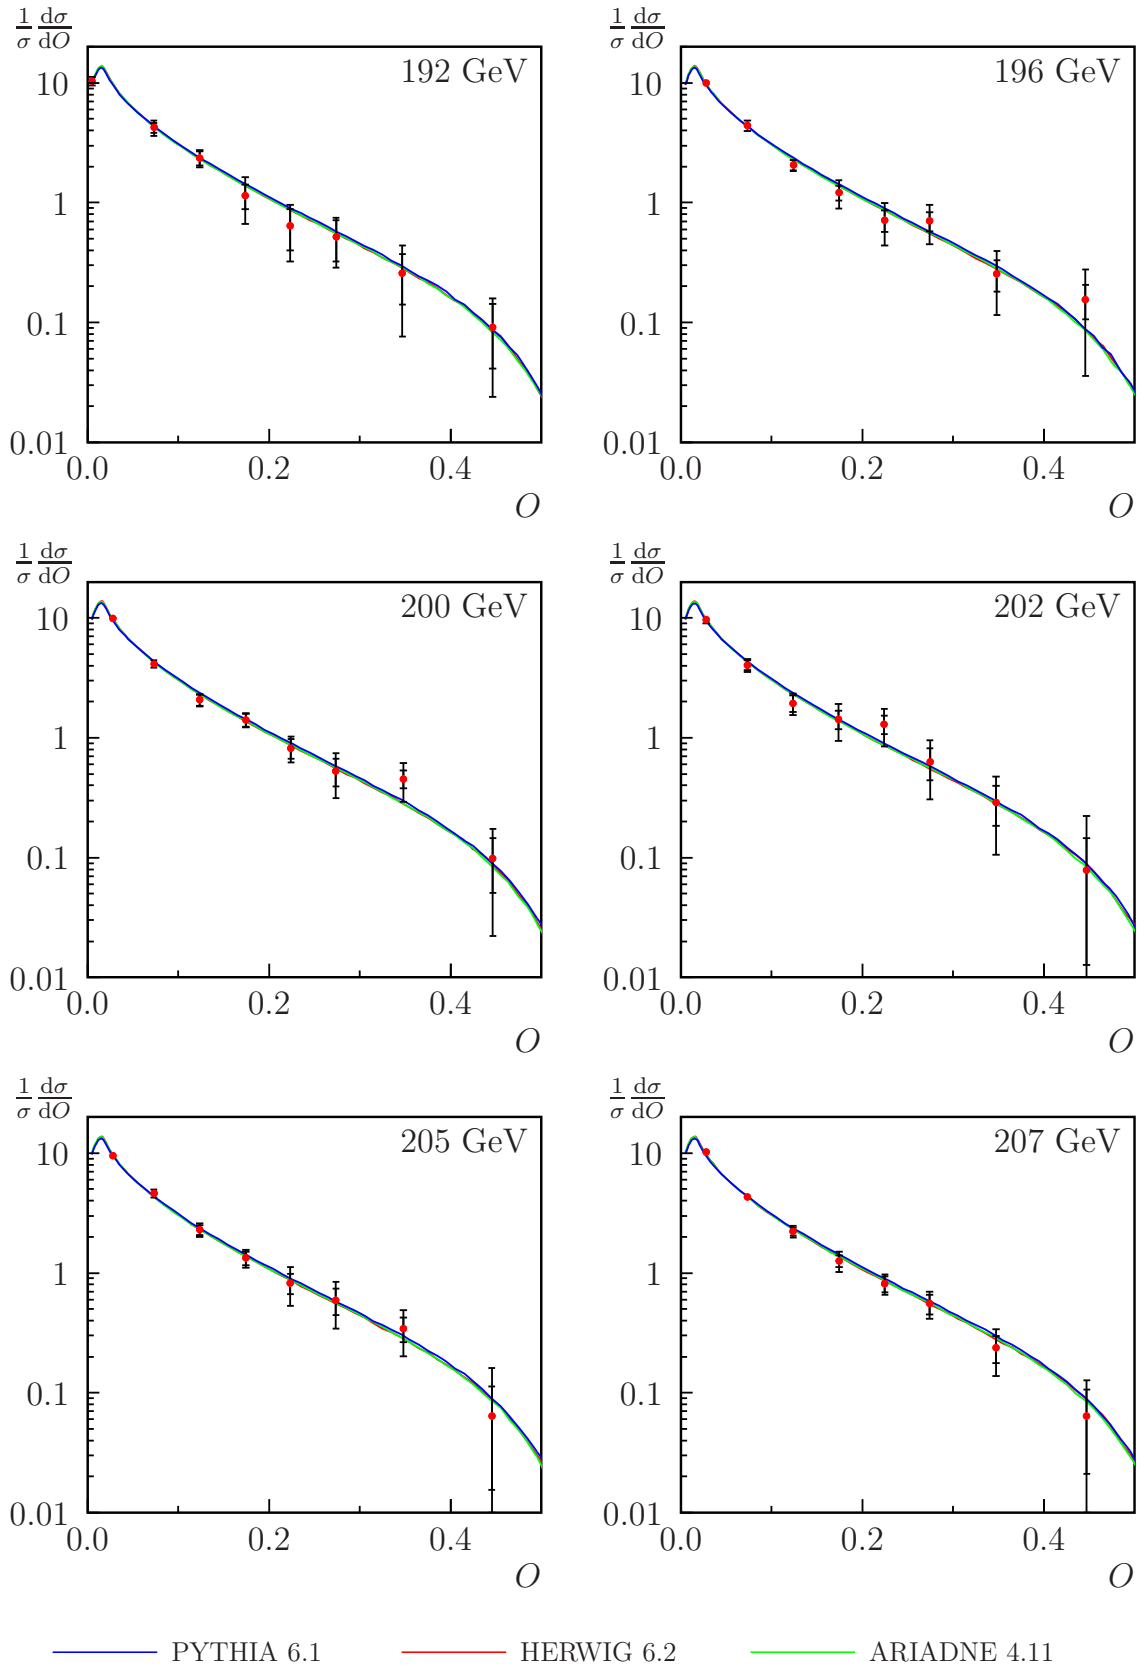 1/σ dσ/dO 1/σ dσ/dO
192 GeV 196 GeV
10 10
1 1
0.1 0.1
0.01 0.01
0.0 0.2 0.4 0.0 0.2 0.4
O O
1/σ dσ/dO 1/σ dσ/dO
200 GeV 202 GeV
10 10
1 1
0.1 0.1
0.01 0.01
0.0 0.2 0.4 0.0 0.2 0.4
O O
1/σ dσ/dO 1/σ dσ/dO
205 GeV 207 GeV
10 10
1 1
0.1 0.1
0.01 0.01
0.0 0.2 0.4 0.0 0.2 0.4
O O
PYTHIA 6.1 HERWIG 6.2 ARIADNE 4.11